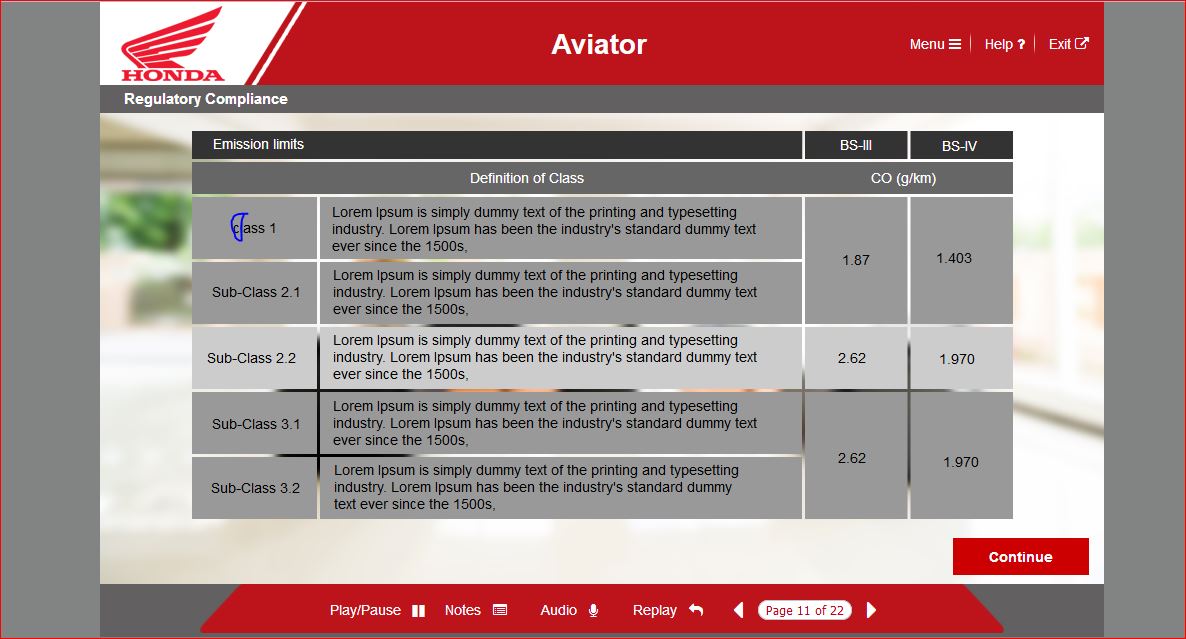 HONDA
Aviator
Menu
Help ?
Exit
Regulatory Compliance
Emission limits
BS-III
BS-IV
Definition of Class
CO (g/km)
class 1
Lorem Ipsum is simply dummy text of the printing and typesetting
industry. Lorem Ipsum has been the industry's standard dummy text
ever since the 1500s,
1.87
1.403
Sub-Class 2.1
Lorem Ipsum is simply dummy text of the printing and typesetting
industry. Lorem Ipsum has been the industry's standard dummy text
ever since the 1500s,
Sub-Class 2.2
Lorem Ipsum is simply dummy text of the printing and typesetting
industry. Lorem Ipsum has been the industry's standard dummy text
ever since the 1500s,
2.62
1.970
Sub-Class 3.1
Lorem Ipsum is simply dummy text of the printing and typesetting
industry. Lorem Ipsum has been the industry's standard dummy text
ever since the 1500s,
2.62
1.970
Sub-Class 3.2
Lorem Ipsum is simply dummy text of the printing and typesetting
industry. Lorem Ipsum has been the industry's standard dummy
text ever since the 1500s,
Continue
Play/Pause
Notes
Audio
Replay
Page 11 of 22